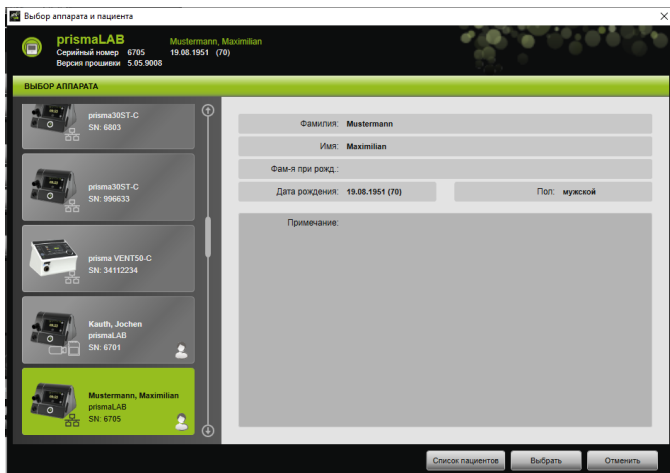 Выбор аппарата и пациента
prismaLAB
Mustermann, Maximilian
Серийный номер 6705
19.08.1951 (70)
Версия прошивки 5.05.9008
ВЫБОР АППАРАТА
prisma30ST-C
SN: 6803
prisma30ST-C
SN: 996633
prisma VENT50-C
SN: 34112234
Kauth, Jochen
prismaLAB
SN: 6701
Mustermann, Maximilian
prismaLAB
SN: 6705
Фамилия: Mustermann
Имя: Maximilian
Фам-я при рожд.:
Дата рождения: 19.08.1951 (70)
Пол: мужской
Примечание:
Список пациентов
Выбрать
Отменить